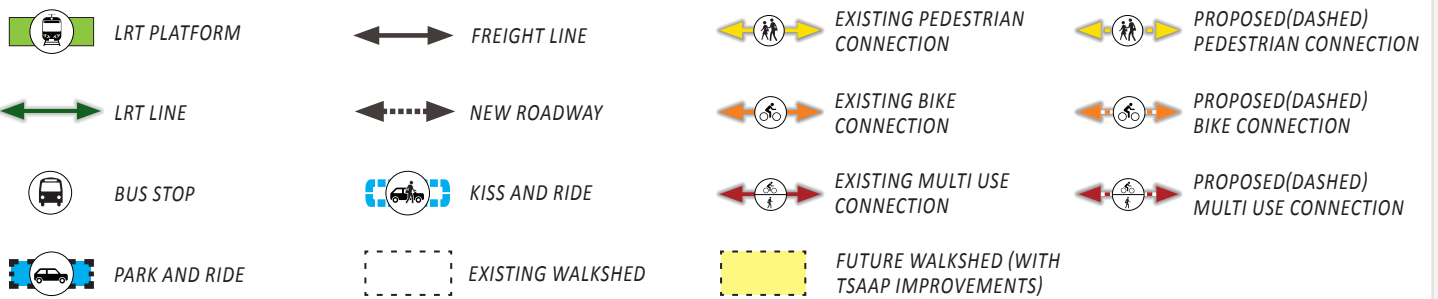 LRT PLATFORM
FREIGHT LINE
EXISTING PEDESTRIAN
CONNECTION
PROPOSED(DASHED)
PEDESTRIAN CONNECTION
LRT LINE
NEW ROADWAY
EXISTING BIKE
CONNECTION
PROPOSED(DASHED)
BIKE CONNECTION
BUS STOP
KISS AND RIDE
EXISTING MULTI USE
CONNECTION
PROPOSED(DASHED)
MULTI USE CONNECTION
PARK AND RIDE
EXISTING WALKSHED
FUTURE WALKSHED (WITH
TSAAP IMPROVEMENTS)